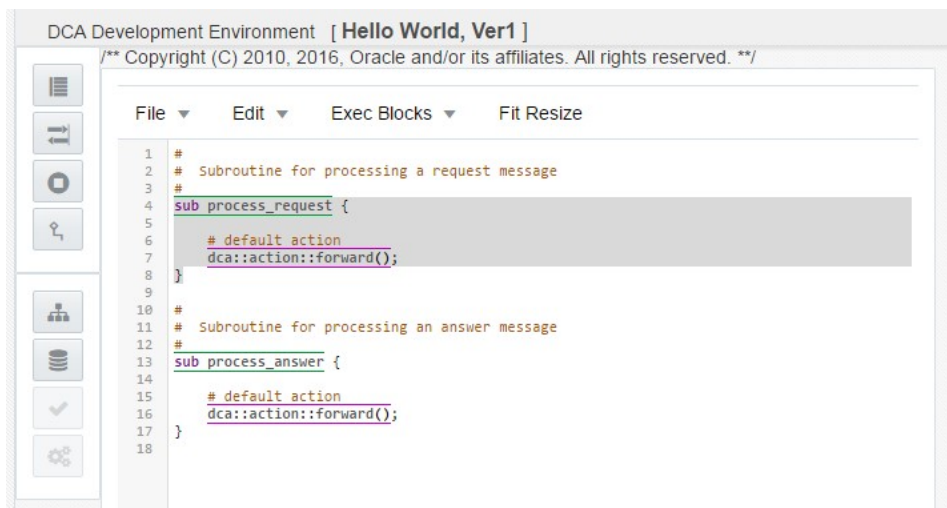 DCA Development Environment [ Hello World, Ver1 ]
/** Copyright (C) 2010, 2016, Oracle and/or its affiliates. All rights reserved. **/
File Edit Exec Blocks Fit Resize
1 #
2 # Subroutine for processing a request message
3 #
4 sub process_request {
5
6 # default action
7 dca::action::forward();
8 }
9
10 #
11 # Subroutine for processing an answer message
12 #
13 sub process_answer {
14
15 # default action
16 dca::action::forward();
17 }
18